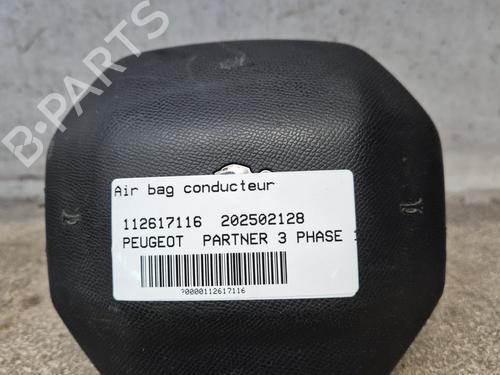 B-PARTS
Air bag conducteur
112617116 202502128
PEUGEOT PARTNER 3 PHASE 1
?0000112617116